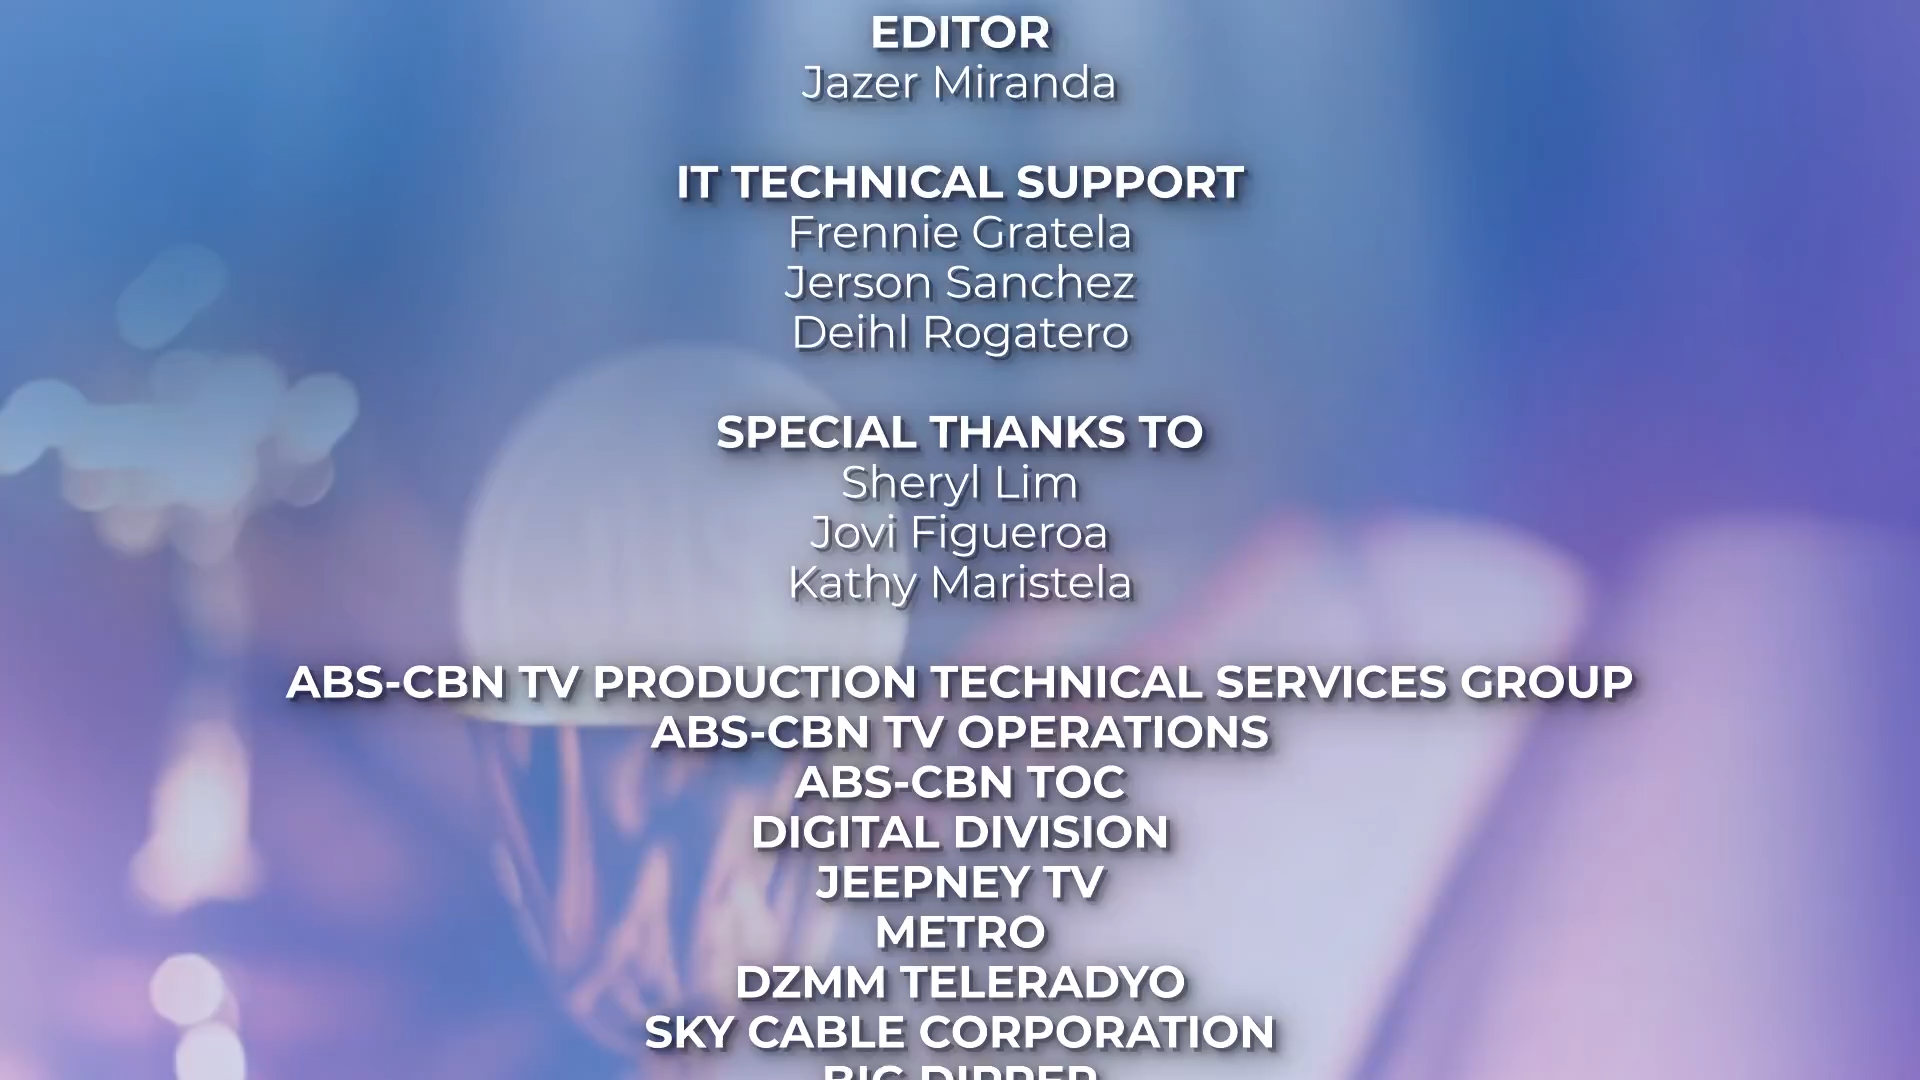 EDITOR
Jazer Miranda
IT TECHNICAL SUPPORT
Frennie Gratela
Jerson Sanchez
Deihl Rogatero
SPECIAL THANKS TO
Sheryl Lim
Jovi Figueroa
Kathy Maristela
ABS-CBN TV PRODUCTION TECHNICAL SERVICES GROUP
ABS-CBN TV OPERATIONS
ABS-CBN TOC
DIGITAL DIVISION
JEEPNEY TV
METRO
DZMM TELERADYO
SKY CABLE CORPORATION
BIG DIPPER